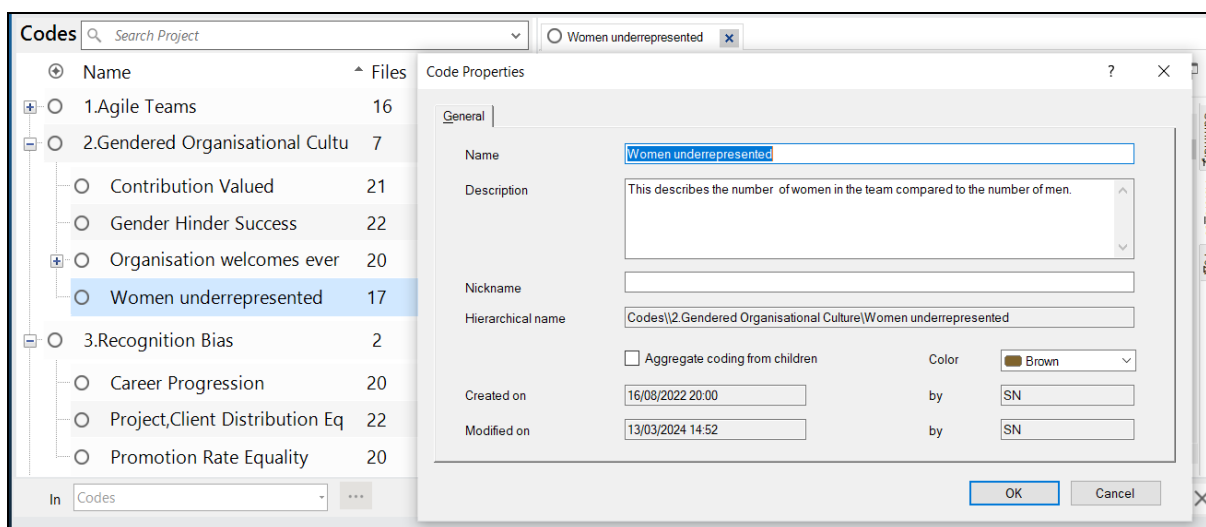 Codes
Search Project
Women underrepresented
Name Files
1.Agile Teams 16
2.Gendered Organisational Cultu 7
Contribution Valued 21
Gender Hinder Success 22
Organisation welcomes ever 20
Women underrepresented 17
3.Recognition Bias 2
Career Progression 20
Project,Client Distribution Eq 22
Promotion Rate Equality 20
In Codes ...
Code Properties ?
General
Name Women underrepresented
Description This describes the number of women in the team compared to the number of men.
Nickname
Hierarchical name Codes\\2.Gendered Organisational Culture\Women underrepresented
Aggregate coding from children Color Brown
Created on 16/08/2022 20:00 by SN
Modified on 13/03/2024 14:52 by SN
OK Cancel